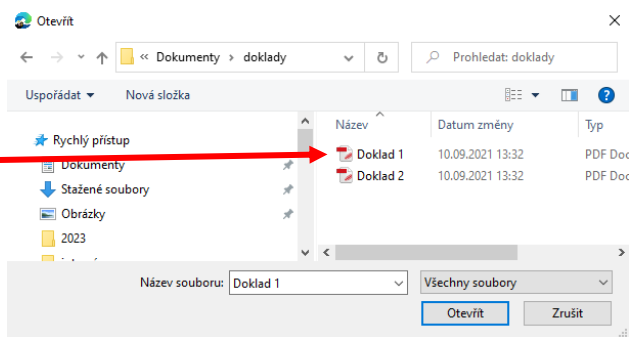 Otevřít
« Dokumenty › doklady
Prohledat: doklady
Uspořádat
Nová složka
Rychlý přístup
Dokumenty
Stažené soubory
Obrázky
2023
Název Datum změny Typ
Doklad 1 10.09.2021 13:32 PDF Doc
Doklad 2 10.09.2021 13:32 PDF Doc
Název souboru: Doklad 1
Všechny soubory
Otevřít Zrušit